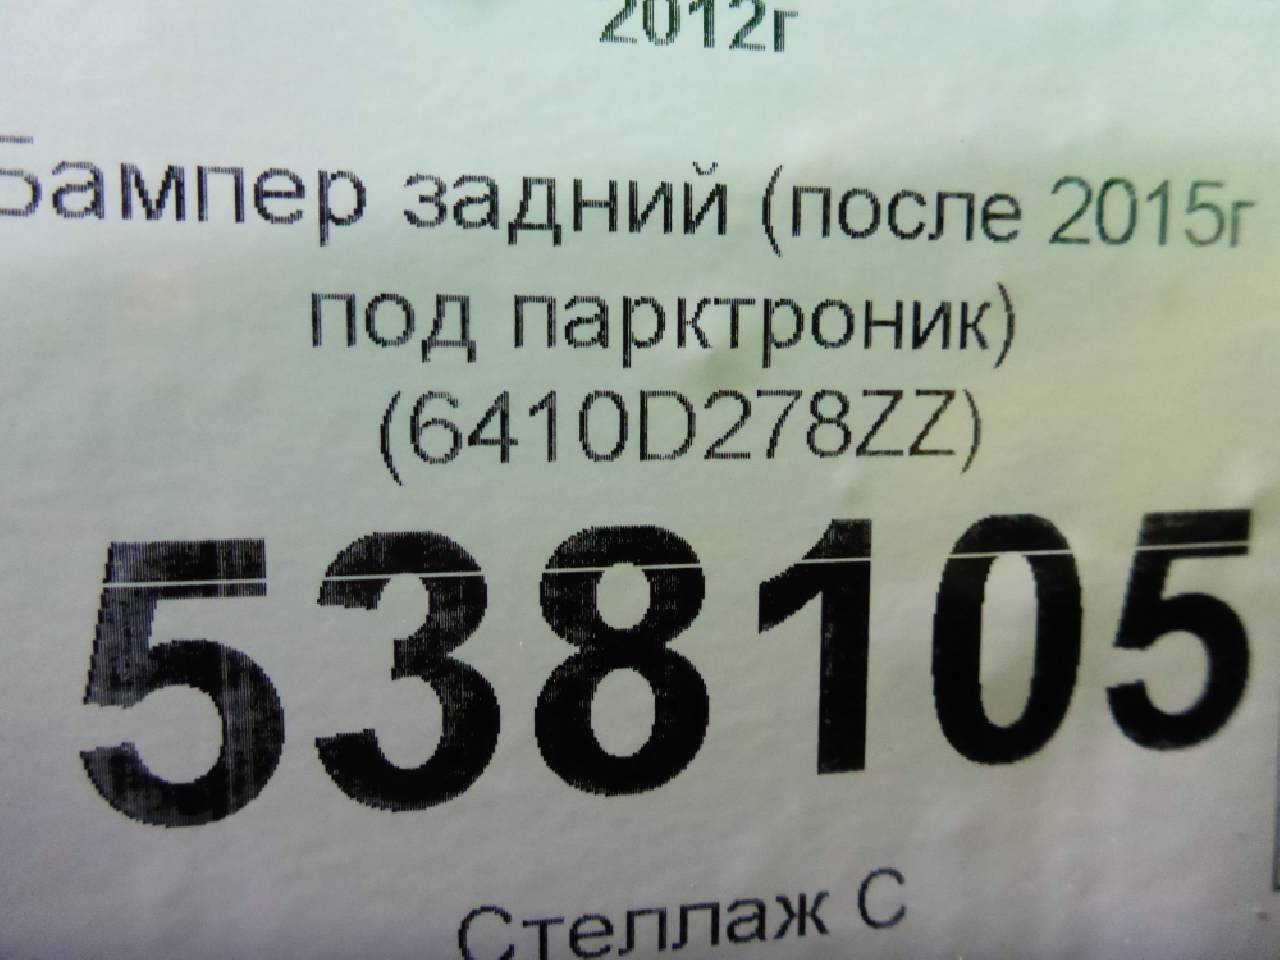 2012г
Бампер задний (после 2015г
под парктроник)
(6410D278ZZ)
538105
Стеллаж С